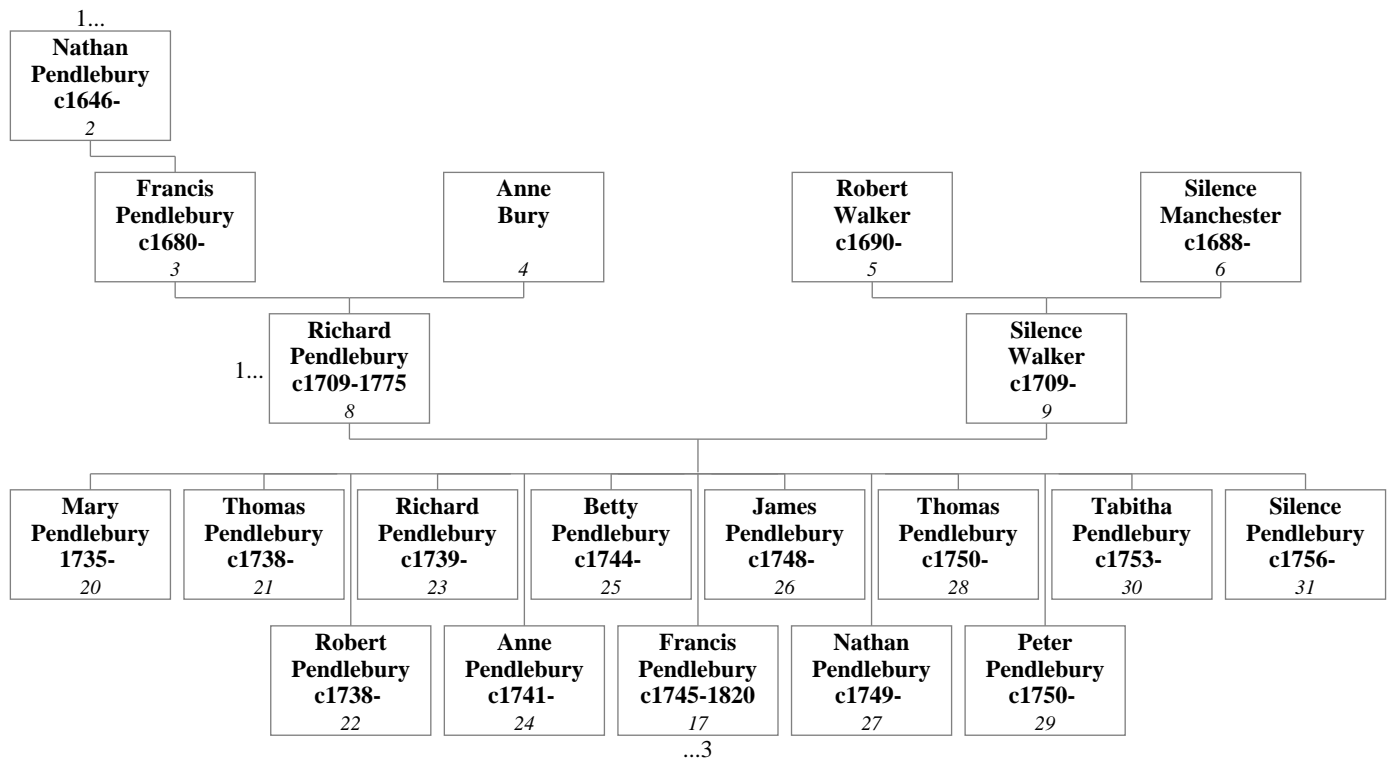 1...
Nathan
Pendlebury
c1646-
2
Francis
Pendlebury
c1680-
3
Anne
Bury
4
Robert
Walker
c1690-
5
Silence
Manchester
c1688-
6
1...
Richard
Pendlebury
c1709-1775
8
Silence
Walker
c1709-
9
Mary
Pendlebury
1735-
20
Thomas
Pendlebury
c1738-
21
Richard
Pendlebury
c1739-
23
Betty
Pendlebury
c1744-
25
James
Pendlebury
c1748-
26
Thomas
Pendlebury
c1750-
28
Tabitha
Pendlebury
c1753-
30
Silence
Pendlebury
c1756-
31
Robert
Pendlebury
c1738-
22
Anne
Pendlebury
c1741-
24
Francis
Pendlebury
c1745-1820
17
Nathan
Pendlebury
c1749-
27
Peter
Pendlebury
c1750-
29
...3